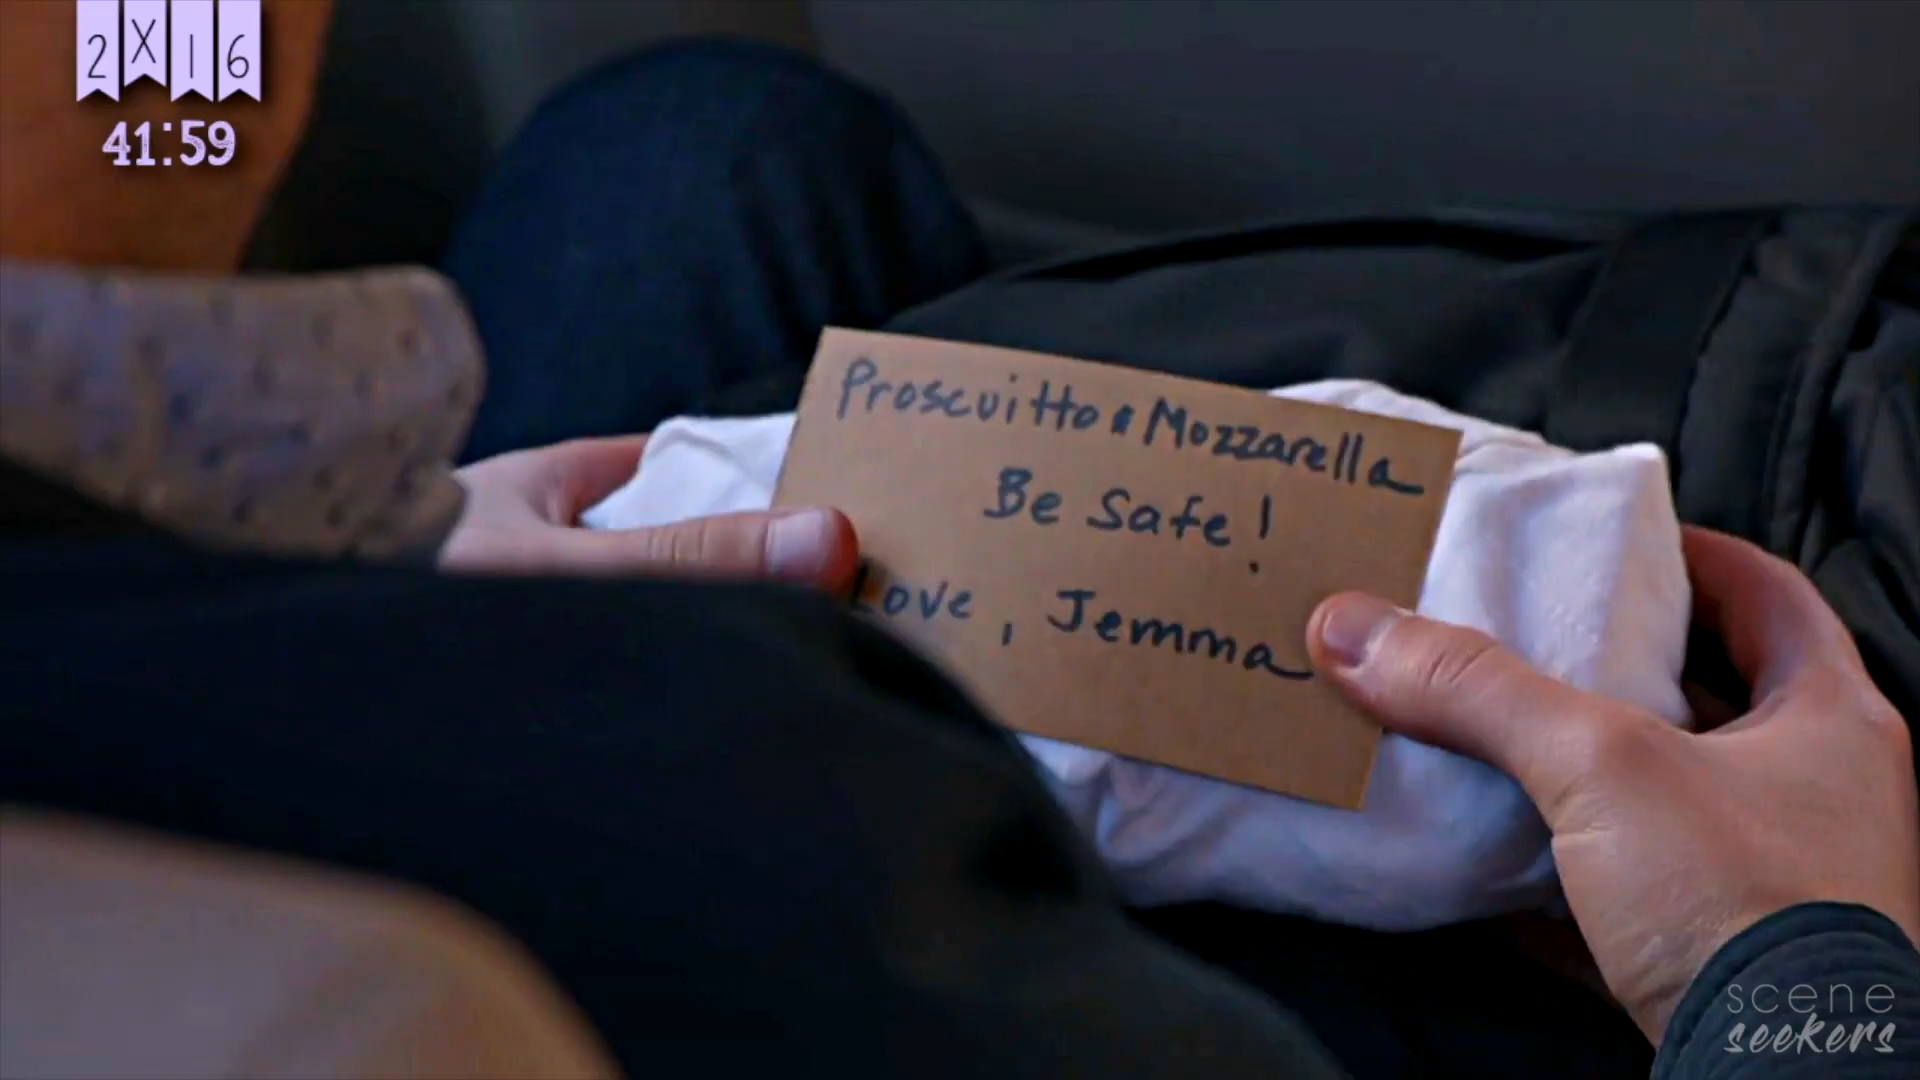 2X16
41:59
Proscuitto & Mozzarella
Be Safe!
Love, Jemma
scene
seekers